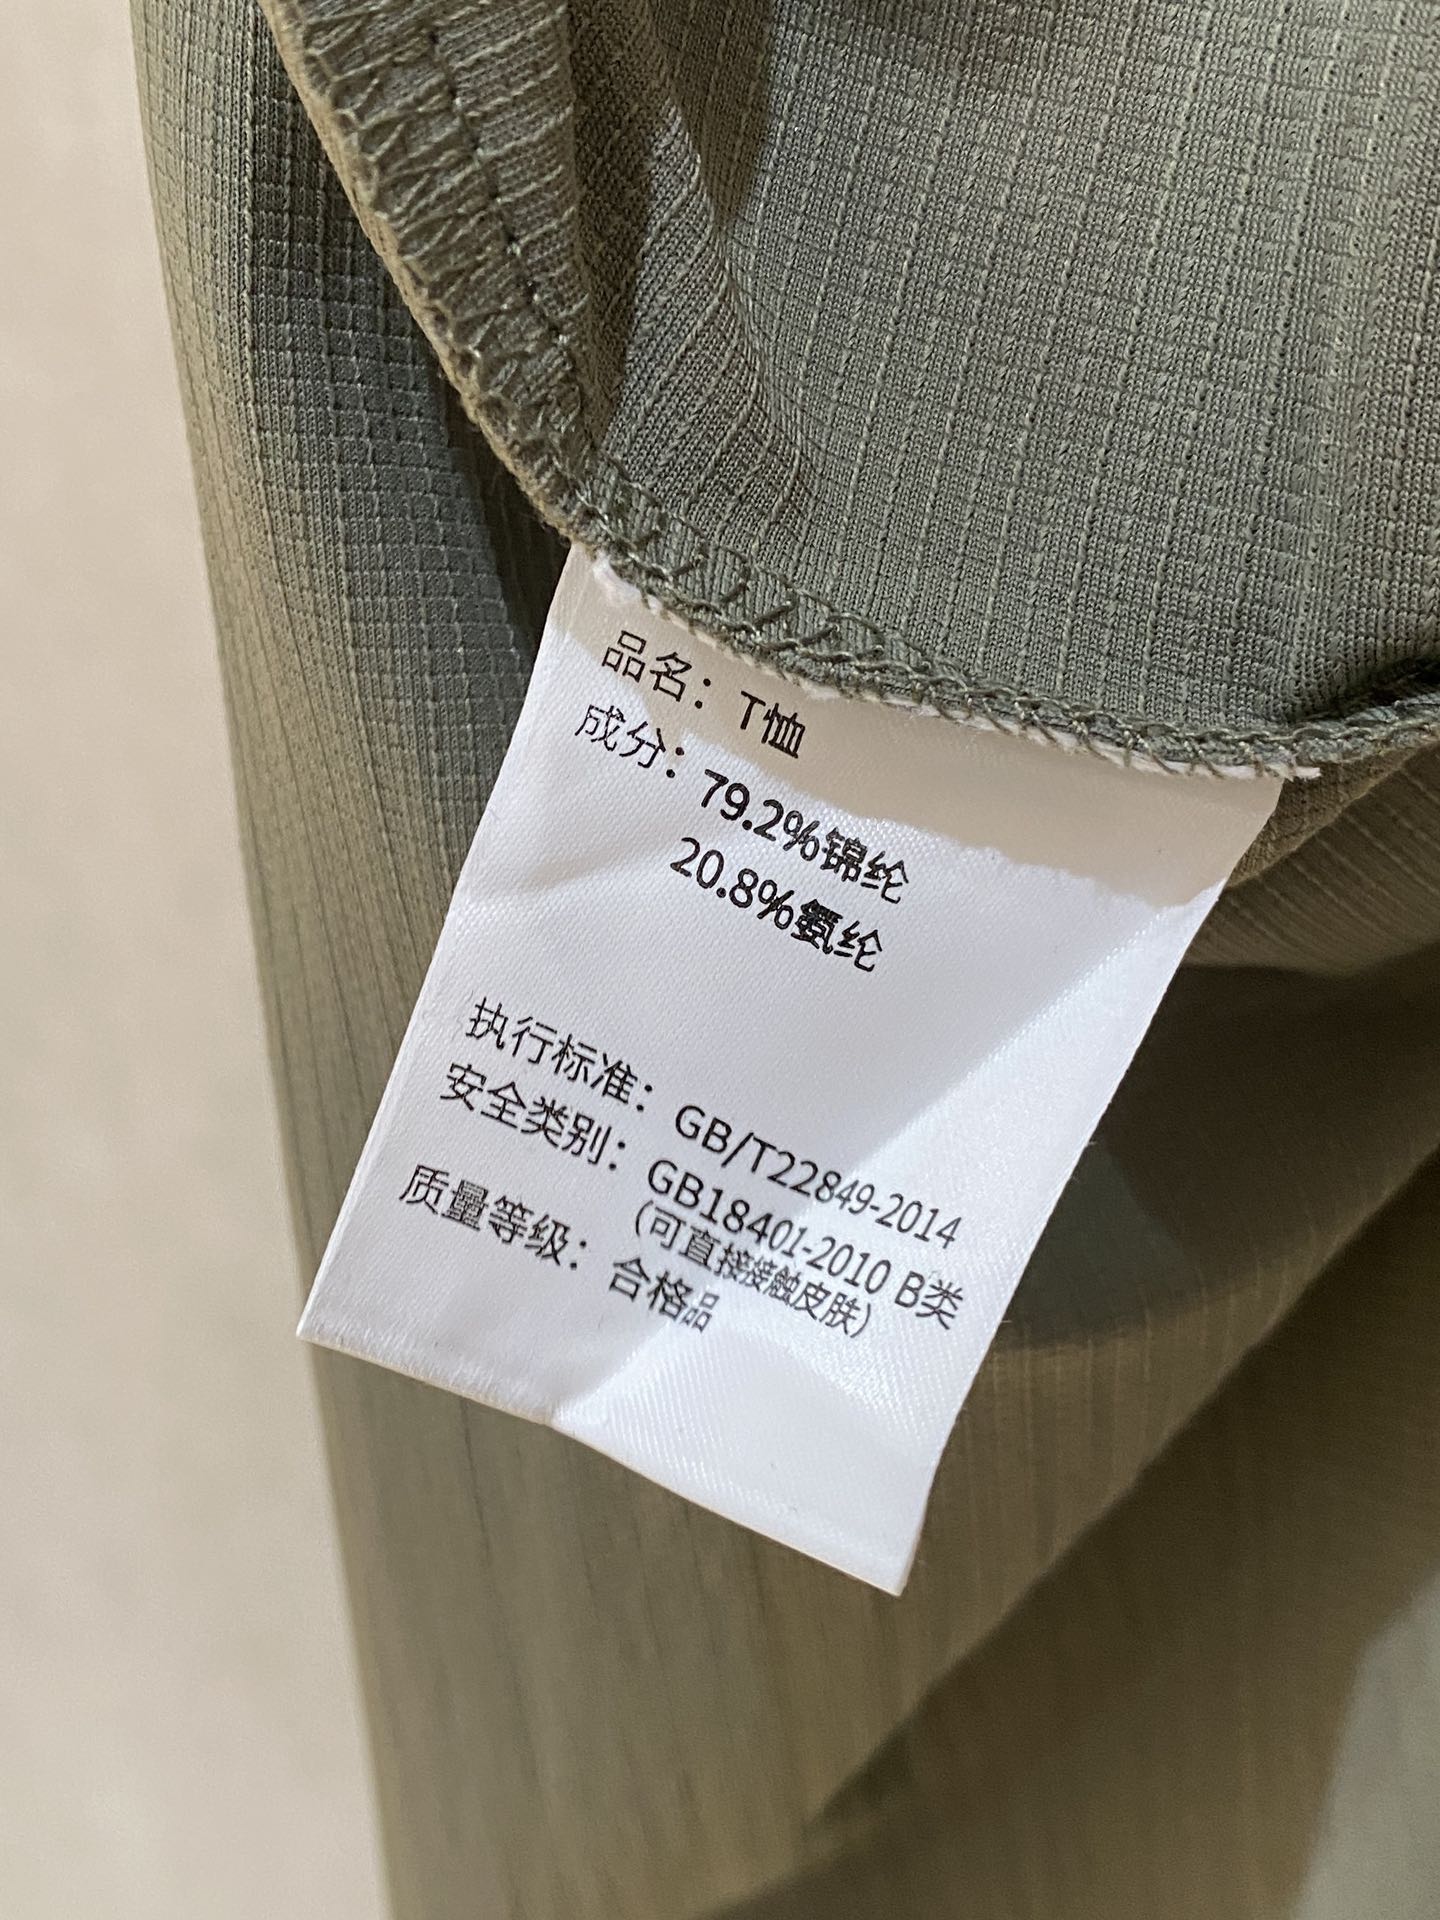 品名：T恤
成分：79.2%锦纶
20.8%氨纶
执行标准：GB/T22849-2014
安全类别：GB18401-2010 B类
(可直接接触皮肤)
质量等级：合格品